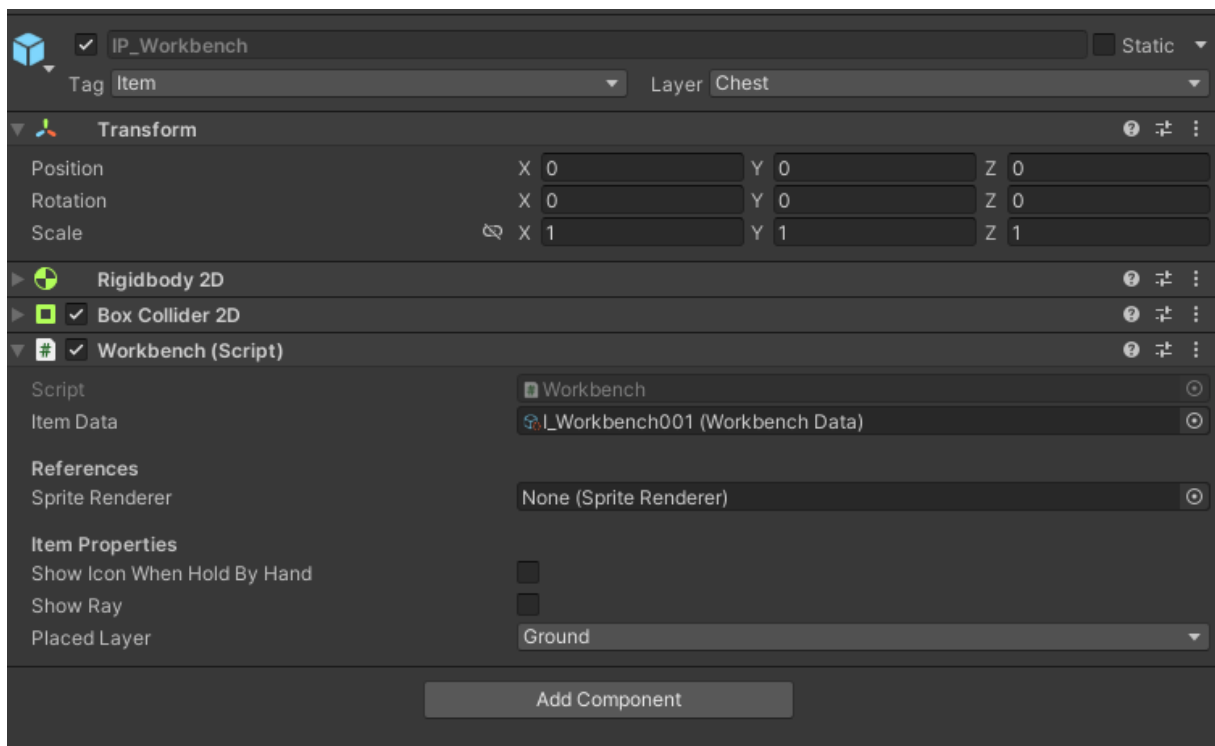 IP_Workbench Static
Tag Item Layer Chest
Transform
Position X 0 Y 0 Z 0
Rotation X 0 Y 0 Z 0
Scale X 1 Y 1 Z 1
Rigidbody 2D
Box Collider 2D
# Workbench (Script)
Script Workbench
Item Data I_Workbench001 (Workbench Data)
References
Sprite Renderer None (Sprite Renderer)
Item Properties
Show Icon When Hold By Hand
Show Ray
Placed Layer Ground
Add Component